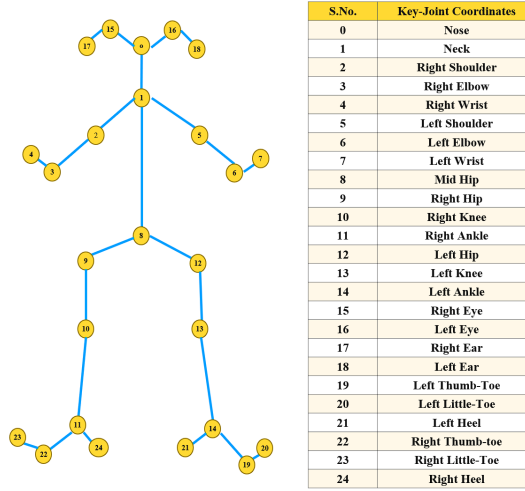 15
16
17
0
18
1
2
5
4
7
3
6
8
9
12
10
13
11
14
23
24
21
20
22
19
S.No. Key-Joint Coordinates
0 Nose
1 Neck
2 Right Shoulder
3 Right Elbow
4 Right Wrist
5 Left Shoulder
6 Left Elbow
7 Left Wrist
8 Mid Hip
9 Right Hip
10 Right Knee
11 Right Ankle
12 Left Hip
13 Left Knee
14 Left Ankle
15 Right Eye
16 Left Eye
17 Right Ear
18 Left Ear
19 Left Thumb-Toe
20 Left Little-Toe
21 Left Heel
22 Right Thumb-toe
23 Right Little-Toe
24 Right Heel